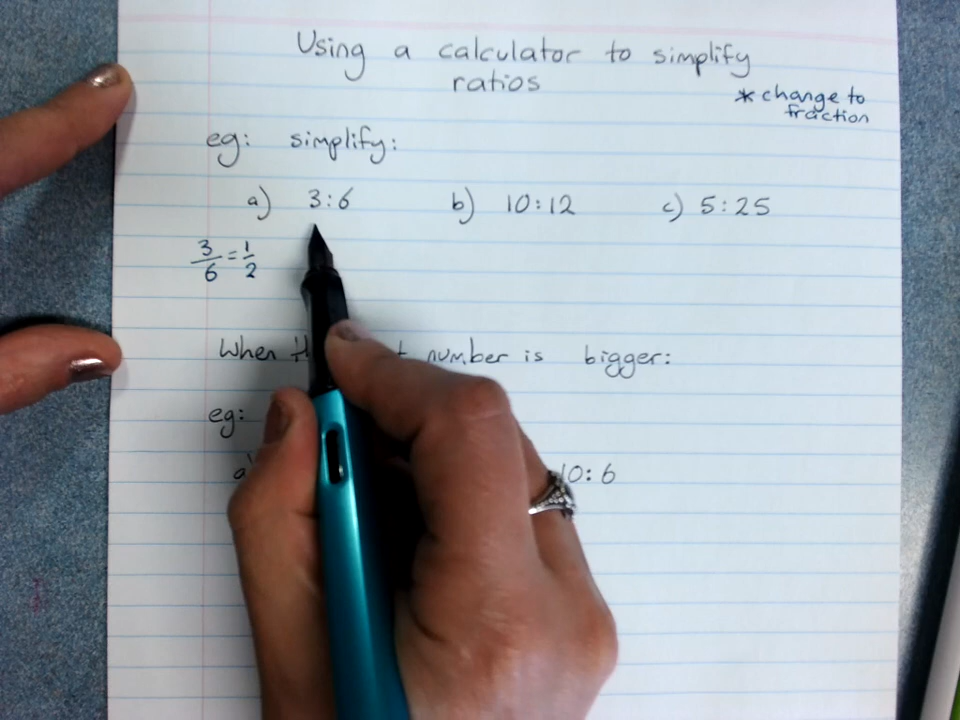 Using a calculator to simplify
ratios
* change to
fraction
eg: simplify:
a) 3:6 b) 10:12 c) 5:25
3/6 = 1/2
When number is bigger:
eg:
10:6